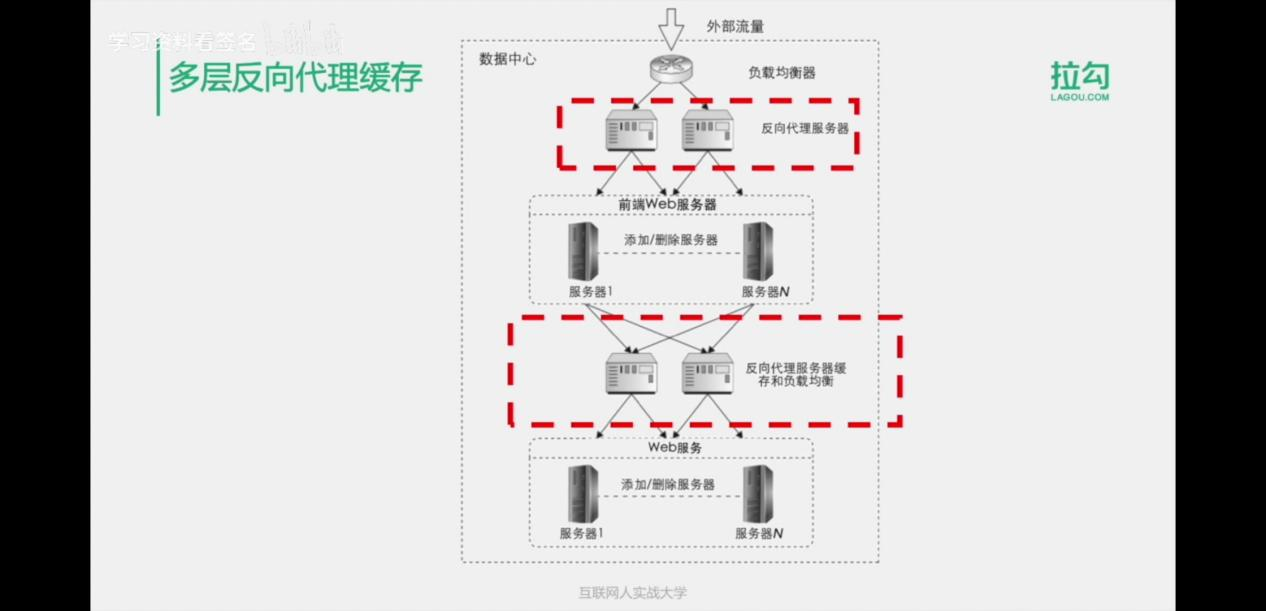 外部流量
学习资料看签名
数据中心
多层反向代理缓存
拉勾
LAGOU.COM
负载均衡器
反向代理服务器
前端Web服务器
添加/删除服务器
服务器1
服务器N
反向代理服务器缓
存和负载均衡
Web服务
添加/删除服务器
服务器1
服务器N
互联网人实战大学